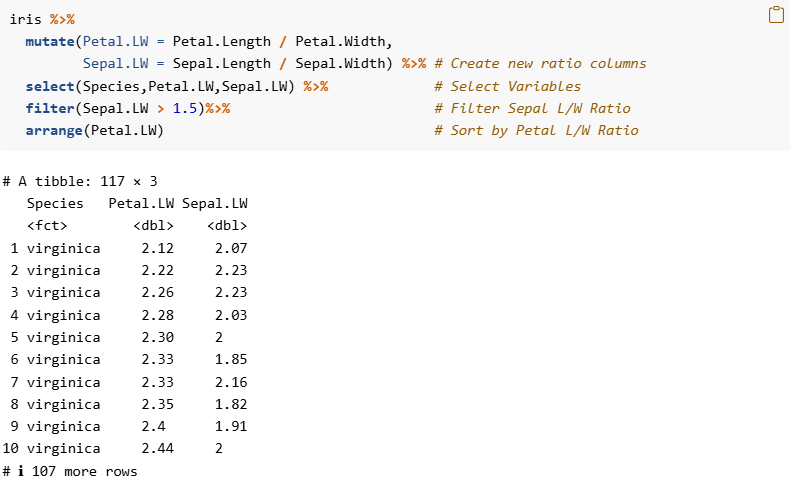 iris %>%
  mutate(Petal.LW = Petal.Length / Petal.Width,
         Sepal.LW = Sepal.Length / Sepal.Width) %>% # Create new ratio columns
  select(Species,Petal.LW,Sepal.LW) %>%             # Select Variables
  filter(Sepal.LW > 1.5)%>%                         # Filter Sepal L/W Ratio
  arrange(Petal.LW)                                 # Sort by Petal L/W Ratio
# A tibble: 117 × 3
   Species   Petal.LW Sepal.LW
   <fct>        <dbl>    <dbl>
 1 virginica     2.12     2.07
 2 virginica     2.22     2.23
 3 virginica     2.26     2.23
 4 virginica     2.28     2.03
 5 virginica     2.30     2
 6 virginica     2.33     1.85
 7 virginica     2.33     2.16
 8 virginica     2.35     1.82
 9 virginica     2.4      1.91
10 virginica     2.44     2
# ℹ 107 more rows